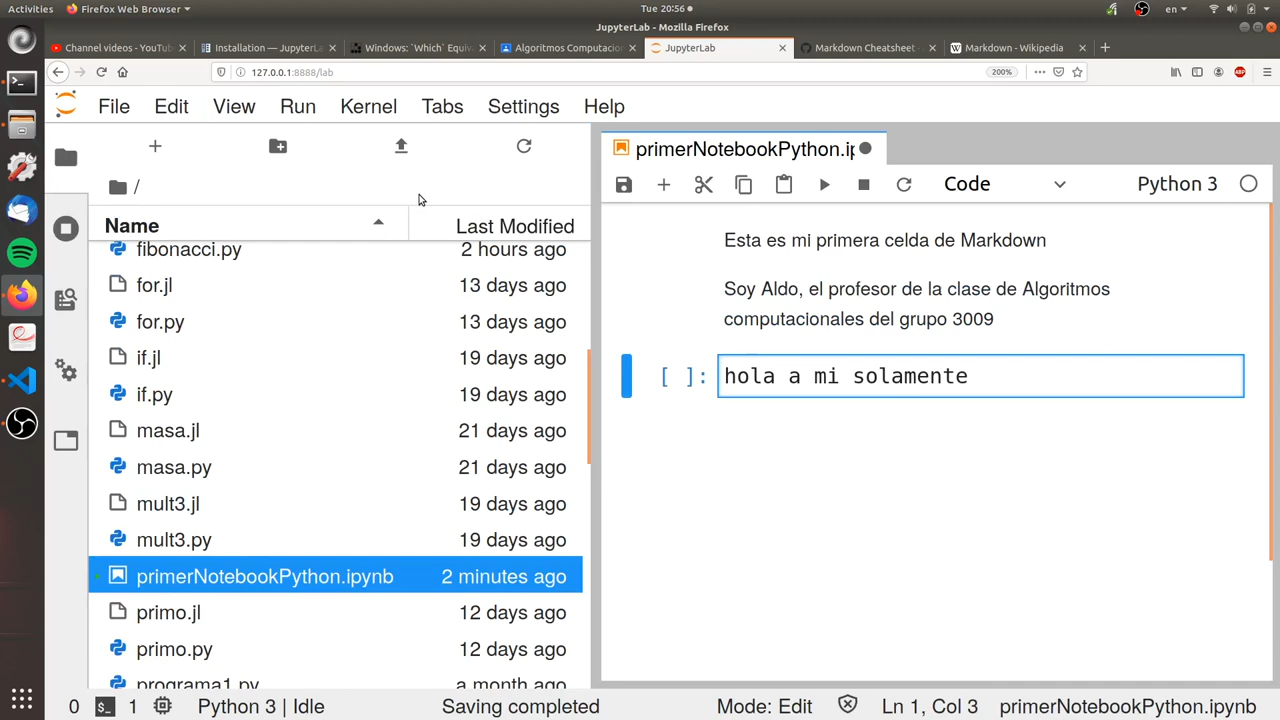 Activities Firefox Web Browser Tue 20:56 en
JupyterLab - Mozilla Firefox
Channel videos - YouTub Installation — JupyterLa Windows: `Which` Equiv Algoritmos Computacion JupyterLab Markdown Cheatsheet Markdown - Wikipedia
127.0.0.1:8888/lab 200% ABP
File Edit View Run Kernel Tabs Settings Help
primerNotebookPython.ip
/
Code Python 3
Name Last Modified
fibonacci.py 2 hours ago
for.jl 13 days ago
for.py 13 days ago
if.jl 19 days ago
if.py 19 days ago
masa.jl 21 days ago
masa.py 21 days ago
mult3.jl 19 days ago
mult3.py 19 days ago
primerNotebookPython.ipynb 2 minutes ago
primo.jl 12 days ago
primo.py 12 days ago
programa1.py a month ago
Esta es mi primera celda de Markdown
Soy Aldo, el profesor de la clase de Algoritmos
computacionales del grupo 3009
[ ]: hola a mi solamente
0 $_ 1 Python 3 | Idle Saving completed Mode: Edit Ln 1, Col 3 primerNotebookPython.ipynb